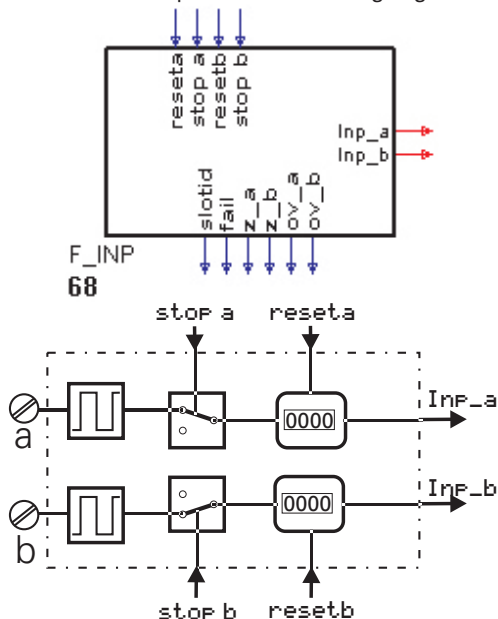 reseta
stop a
resetb
stop b
Inp_a
Inp_b
slotid
fail
z_a
z_b
ov_a
ov_b
F_INP
68
stop a reseta
0000
Inp_a
a
0000
Inp_b
b
stop b resetb